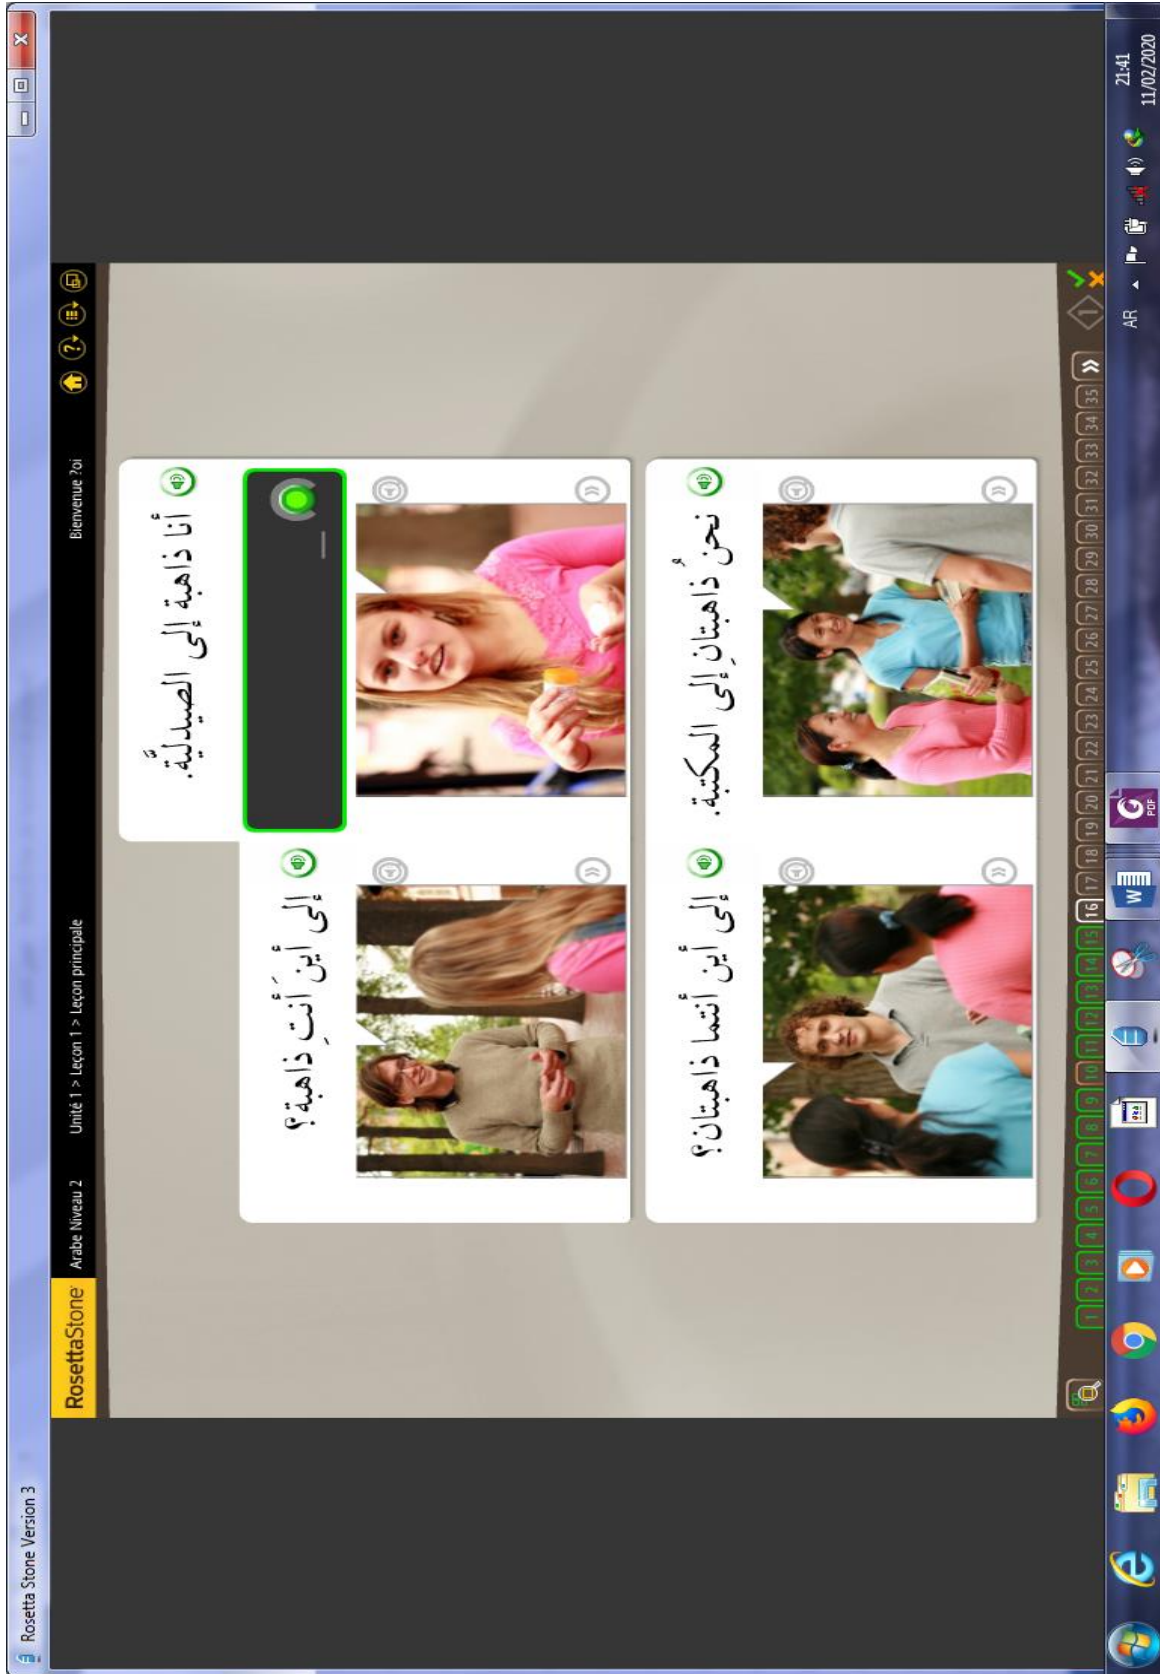 Rosetta Stone Version 3
RosettaStone
Arabe Niveau 2
Unité 1 > Leçon 1 > Leçon principale
Bienvenue ?oi
أنا ذاهبة إلى الصيدليَّة.
إلى أينَ أنتِ ذاهبة؟
إلى أين أنتما ذاهبتان؟
نحنُ ذاهبتانِ إلى المكتبة.
1 2 3 4 5 6 7 8 9 10 11 12 13 14 15 16 17 18 19 20 21 22 23 24 25 26 27 28 29 30 31 32 33 34 35
AR
21:41
11/02/2020
PDF